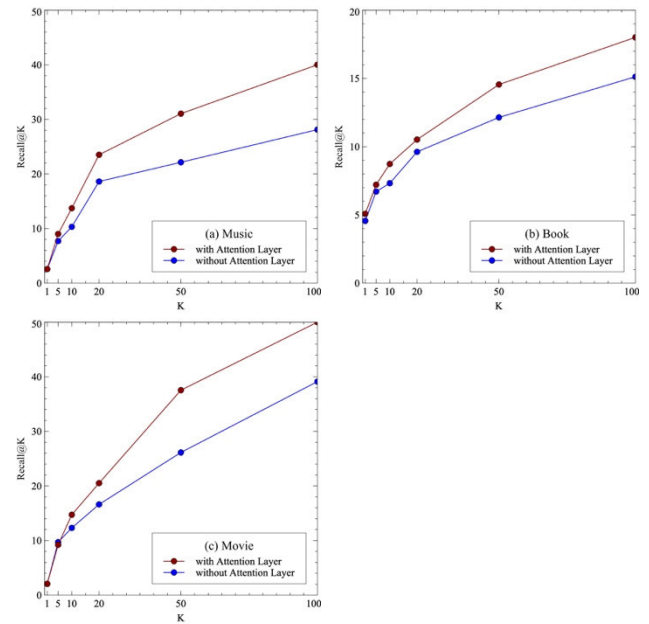 50
40
30
20
10
0
Recall@K
(a) Music
with Attention Layer
without Attention Layer
1 5 10 20 50 100
K
20
15
10
5
0
Recall@K
(b) Book
with Attention Layer
without Attention Layer
1 5 10 20 50 100
K
50
40
30
20
10
0
Recall@K
(c) Movie
with Attention Layer
without Attention Layer
1 5 10 20 50 100
K